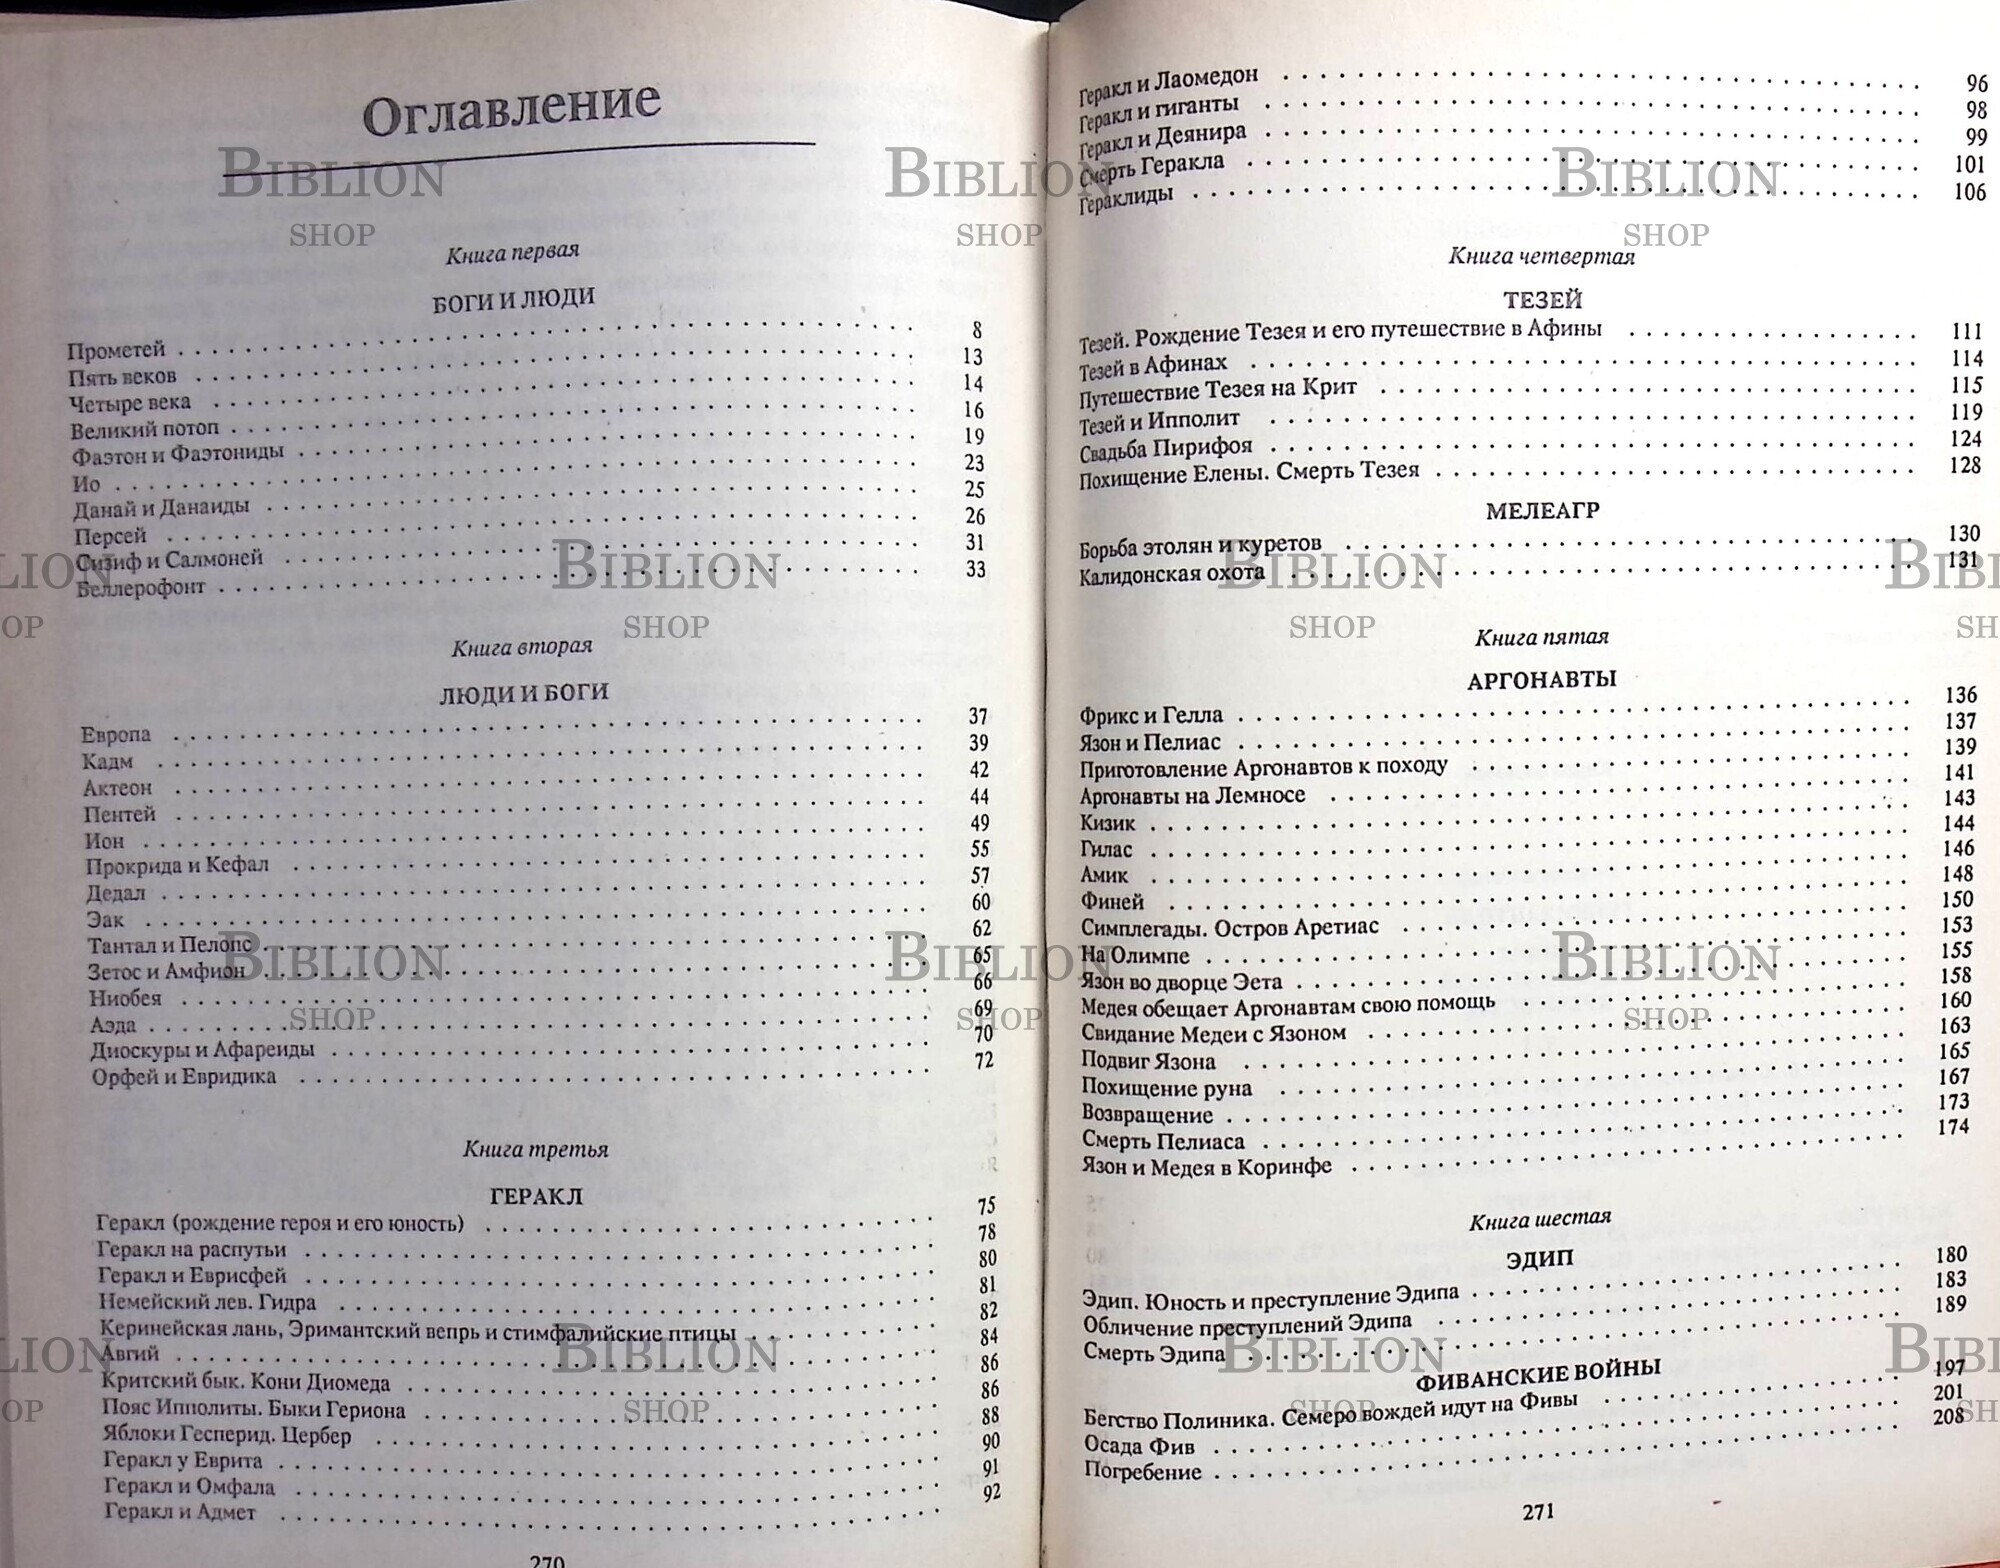 Оглавление
Книга первая
БОГИ И ЛЮДИ
Прометей 8
Пять веков 13
Четыре века 14
Великий потоп 16
Фаэтон и Фаэтониды 19
Ио 23
Данай и Данаиды 25
Персей 26
Сизиф и Салмоней 31
Беллерофонт 33
Книга вторая
ЛЮДИ И БОГИ
Европа 37
Кадм 39
Актеон 42
Пентей 44
Ион 49
Прокрида и Кефал 55
Дедал 57
Эак 60
Тантал и Пелопс 62
Зетос и Амфион 65
Ниобея 66
Аэда 69
Диоскуры и Афареиды 70
Орфей и Евридика 72
Книга третья
ГЕРАКЛ
Геракл (рождение героя и его юность) 75
Геракл на распутьи 78
Геракл и Еврисфей 80
Немейский лев. Гидра 81
Керинейская лань, Эримантский вепрь и стимфалийские птицы 82
Авгий 84
Критский бык. Кони Диомеда 86
Пояс Ипполиты. Быки Гериона 86
Яблоки Гесперид. Цербер 88
Геракл у Еврита 90
Геракл и Омфала 91
Геракл и Адмет 92
270
Геракл и Лаомедон 96
Геракл и гиганты 98
Геракл и Деянира 99
Смерть Геракла 101
Гераклиды 106
Книга четвертая
ТЕЗЕЙ
Тезей. Рождение Тезея и его путешествие в Афины 111
Тезей в Афинах 114
Путешествие Тезея на Крит 115
Тезей и Ипполит 119
Свадьба Пирифоя 124
Похищение Елены. Смерть Тезея 128
МЕЛЕАГР
Борьба этолян и куретов 130
Калидонская охота 131
Книга пятая
АРГОНАВТЫ
Фрикс и Гелла 136
Язон и Пелиас 137
Приготовление Аргонавтов к походу 139
Аргонавты на Лемносе 141
Кизик 143
Гилас 144
Амик 146
Финей 148
Симплегады. Остров Аретиас 150
На Олимпе 153
Язон во дворце Эета 155
Медея обещает Аргонавтам свою помощь 158
Свидание Медеи с Язоном 160
Подвиг Язона 163
Похищение руна 165
Возвращение 167
Смерть Пелиаса 173
Язон и Медея в Коринфе 174
Книга шестая
ЭДИП
Эдип. Юность и преступление Эдипа 180
Обличение преступлений Эдипа 183
Смерть Эдипа 189
ФИВАНСКИЕ ВОЙНЫ
Бегство Полиника. Семеро вождей идут на Фивы 197
Осада Фив 201
Погребение 208
271
BIBLION
SHOP